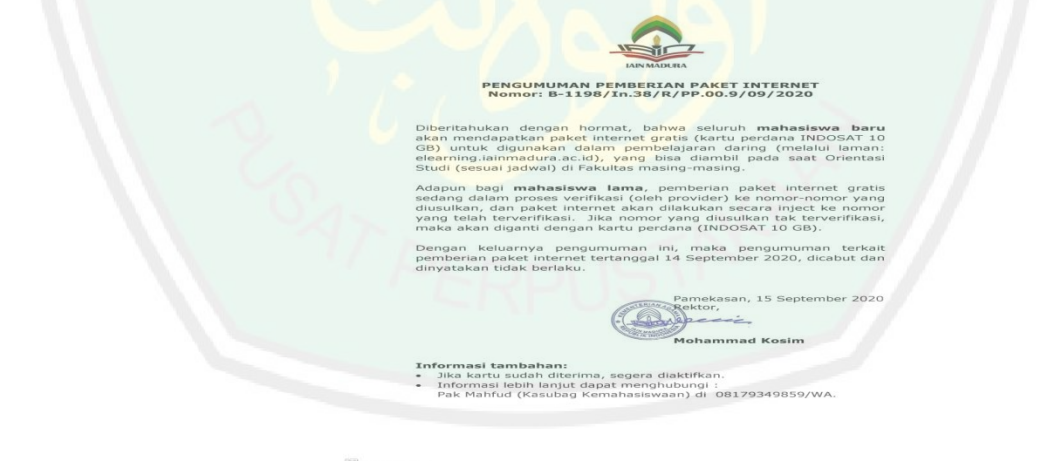 IAIN MADURA
PENGUMUMAN PEMBERIAN PAKET INTERNET
Nomor: B-1198/In.38/R/PP.00.9/09/2020
Diberitahukan dengan hormat, bahwa seluruh mahasiswa baru
akan mendapatkan paket internet gratis (kartu perdana INDOSAT 10
GB) untuk digunakan dalam pembelajaran daring (melalui laman:
elearning.iainmadura.ac.id), yang bisa diambil pada saat Orientasi
Studi (sesuai jadwal) di Fakultas masing-masing.
Adapun bagi mahasiswa lama, pemberian paket internet gratis
sedang dalam proses verifikasi (oleh provider) ke nomor-nomor yang
diusulkan, dan paket internet akan dilakukan secara inject ke nomor
yang telah terverifikasi. Jika nomor yang diusulkan tak terverifikasi,
maka akan diganti dengan kartu perdana (INDOSAT 10 GB).
Dengan keluarnya pengumuman ini, maka pengumuman terkait
pemberian paket internet tertanggal 14 September 2020, dicabut dan
dinyatakan tidak berlaku.
Pamekasan, 15 September 2020
Rektor,
Mohammad Kosim
Informasi tambahan:
• Jika kartu sudah diterima, segera diaktifkan.
• Informasi lebih lanjut dapat menghubungi :
Pak Mahfud (Kasubag Kemahasiswaan) di 08179349859/WA.
PUSAT PERPUSTAKAAN